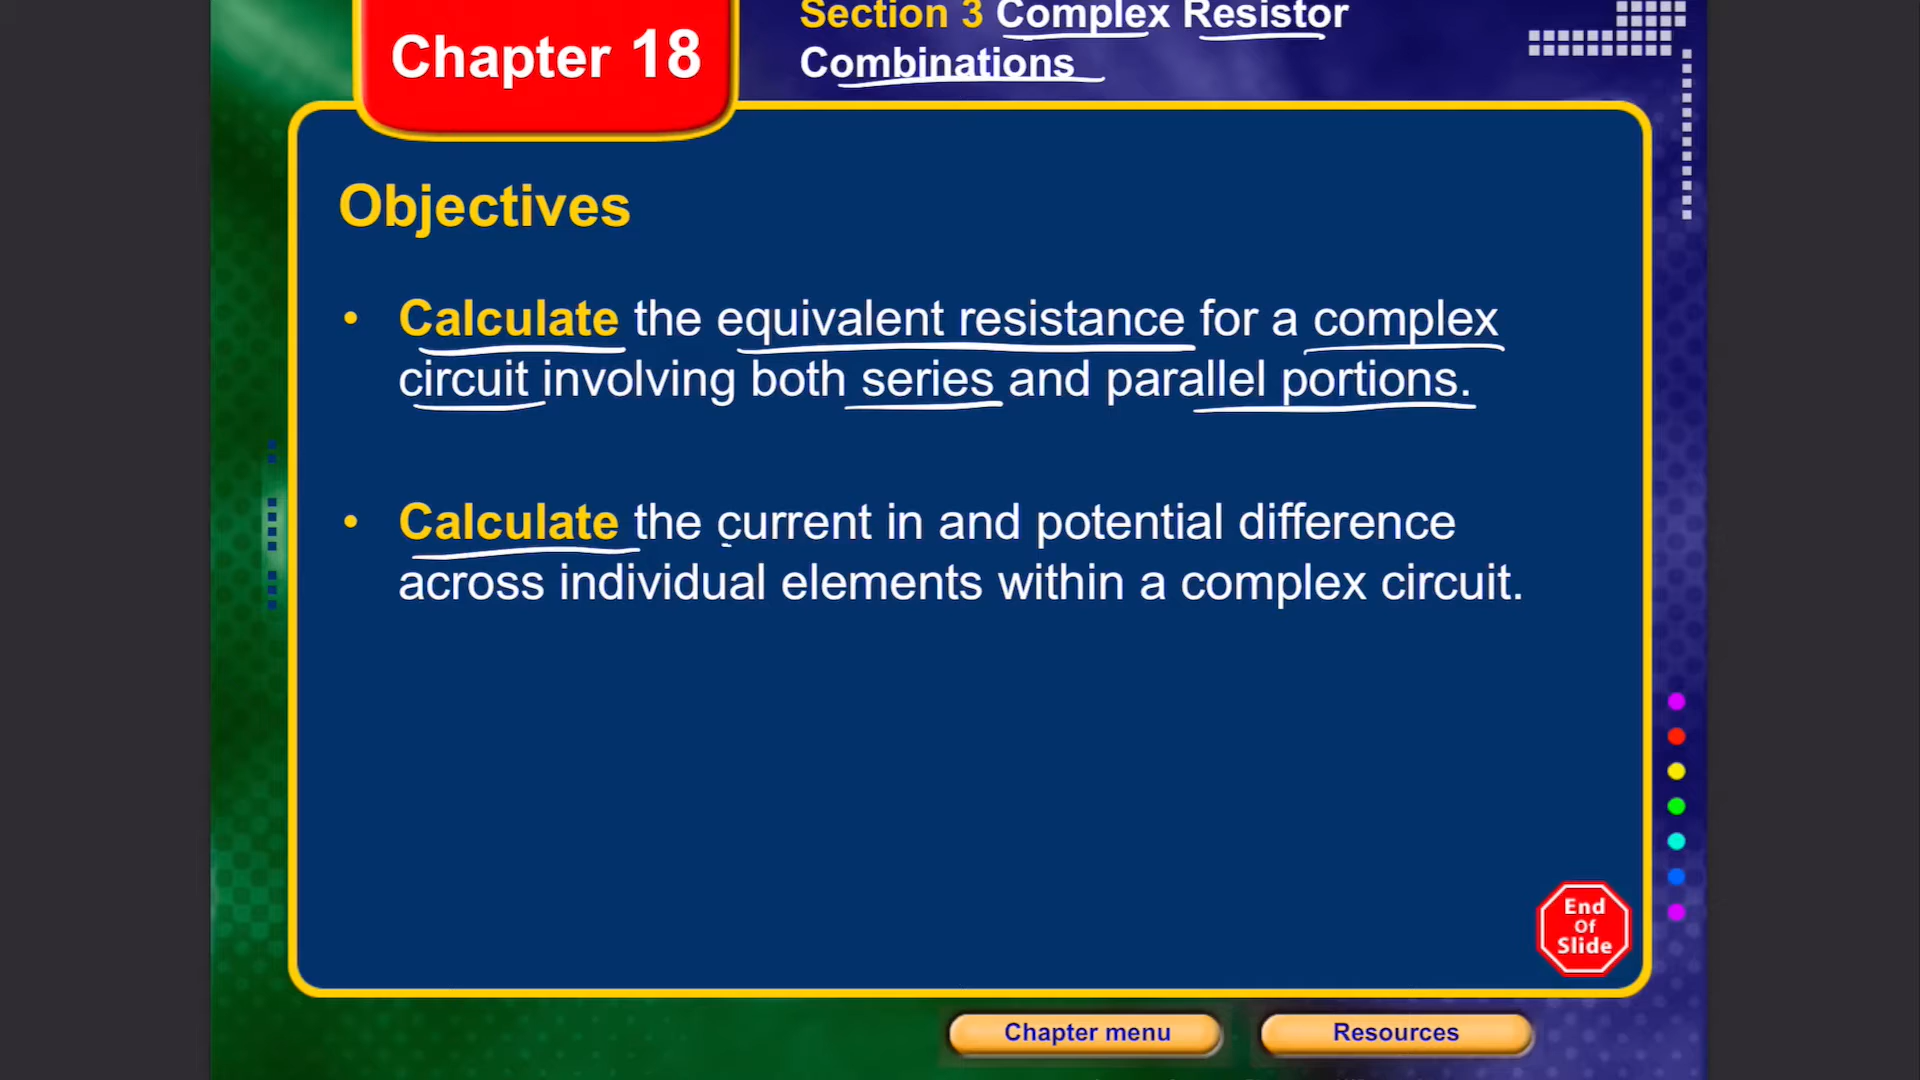 Chapter 18
Section 3 Complex Resistor
Combinations
Objectives
• Calculate the equivalent resistance for a complex
circuit involving both series and parallel portions.
• Calculate the current in and potential difference
across individual elements within a complex circuit.
End
Of
Slide
Chapter menu
Resources